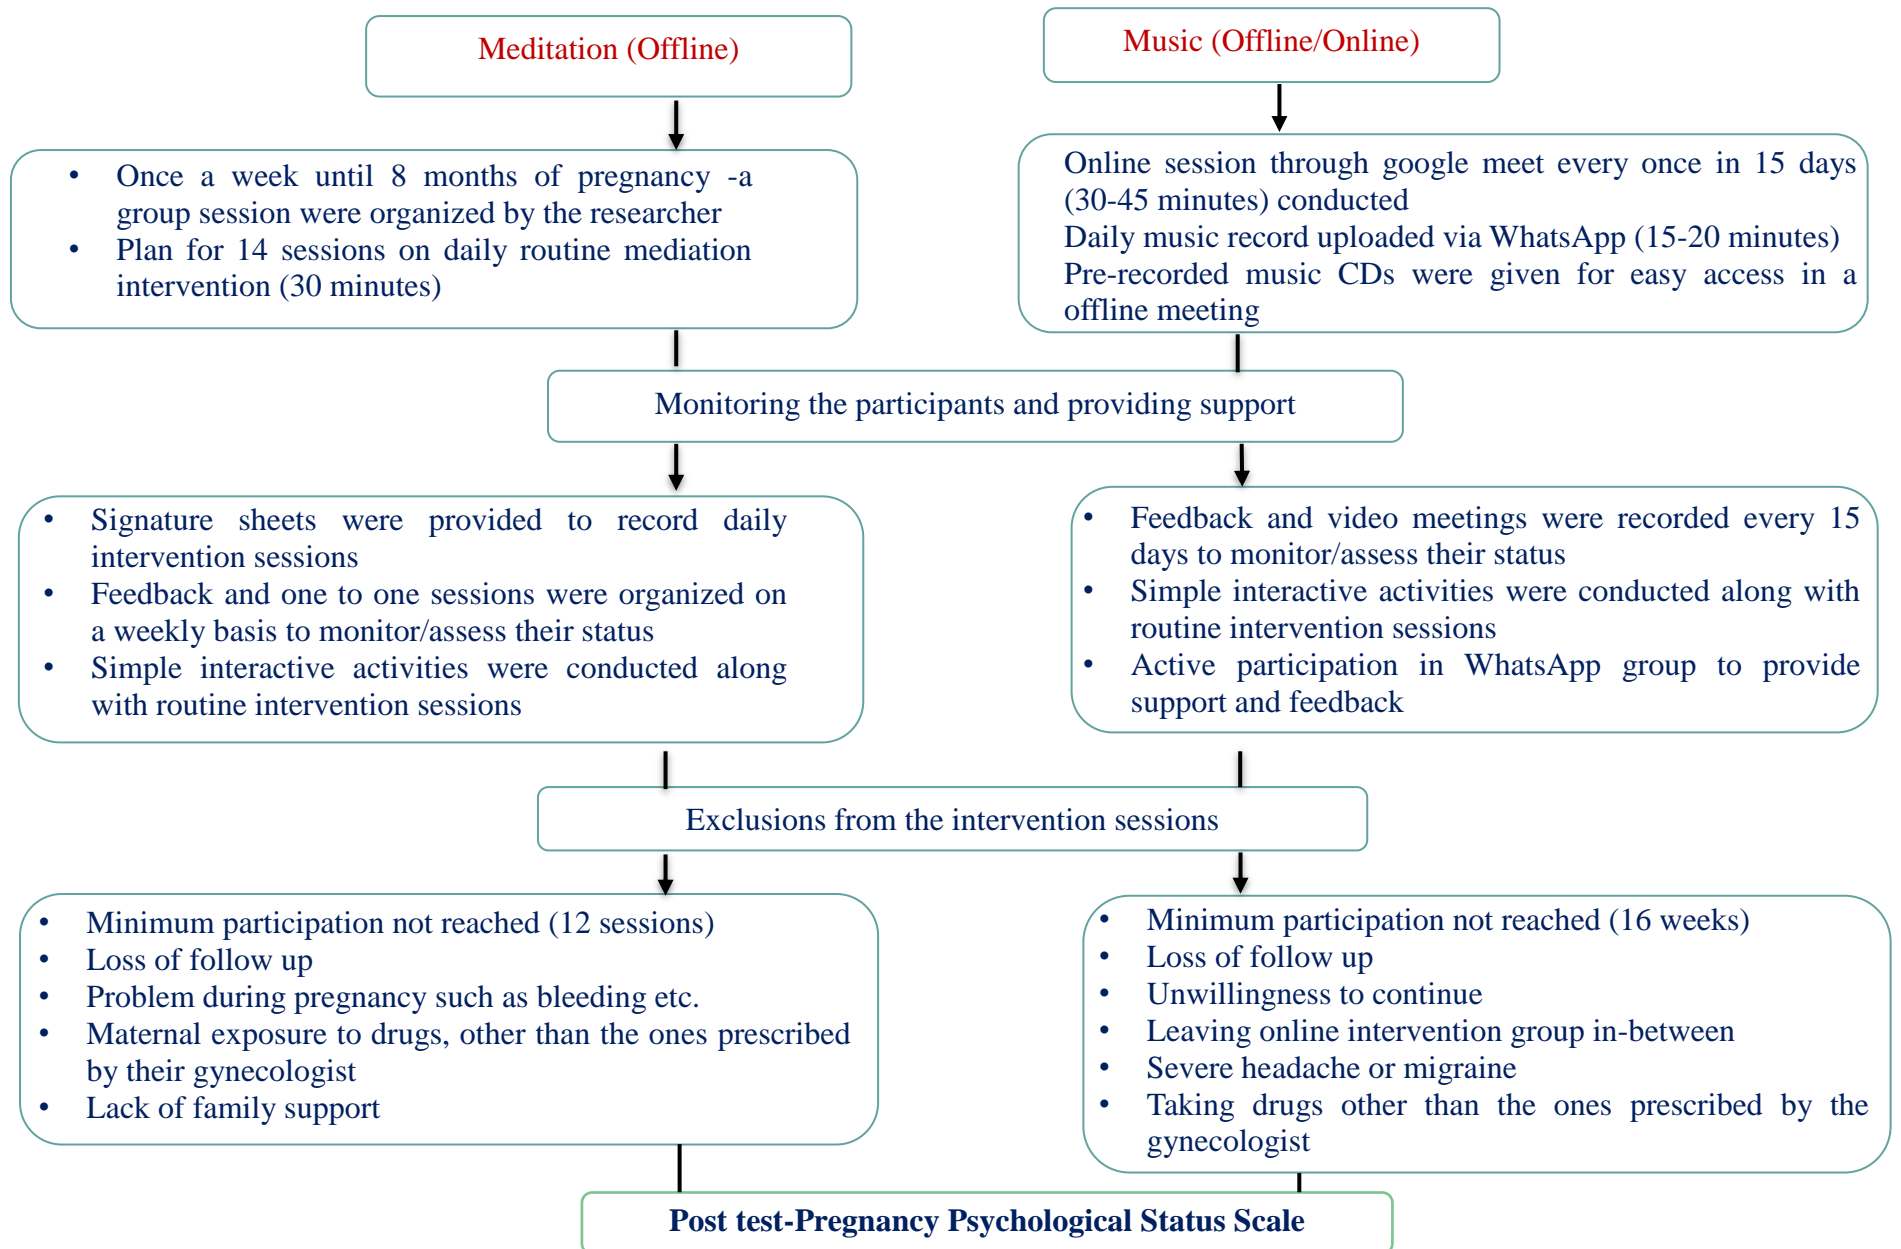 Meditation (Offline)
Music (Offline/Online)
• Once a week until 8 months of pregnancy -a
group session were organized by the researcher
• Plan for 14 sessions on daily routine mediation
intervention (30 minutes)
Online session through google meet every once in 15 days
(30-45 minutes) conducted
Daily music record uploaded via WhatsApp (15-20 minutes)
Pre-recorded music CDs were given for easy access in a
offline meeting
Monitoring the participants and providing support
• Signature sheets were provided to record daily
intervention sessions
• Feedback and one to one sessions were organized on
a weekly basis to monitor/assess their status
• Simple interactive activities were conducted along
with routine intervention sessions
• Feedback and video meetings were recorded every 15
days to monitor/assess their status
• Simple interactive activities were conducted along with
routine intervention sessions
• Active participation in WhatsApp group to provide
support and feedback
Exclusions from the intervention sessions
• Minimum participation not reached (12 sessions)
• Loss of follow up
• Problem during pregnancy such as bleeding etc.
• Maternal exposure to drugs, other than the ones prescribed
by their gynecologist
• Lack of family support
• Minimum participation not reached (16 weeks)
• Loss of follow up
• Unwillingness to continue
• Leaving online intervention group in-between
• Severe headache or migraine
• Taking drugs other than the ones prescribed by the
gynecologist
Post test-Pregnancy Psychological Status Scale